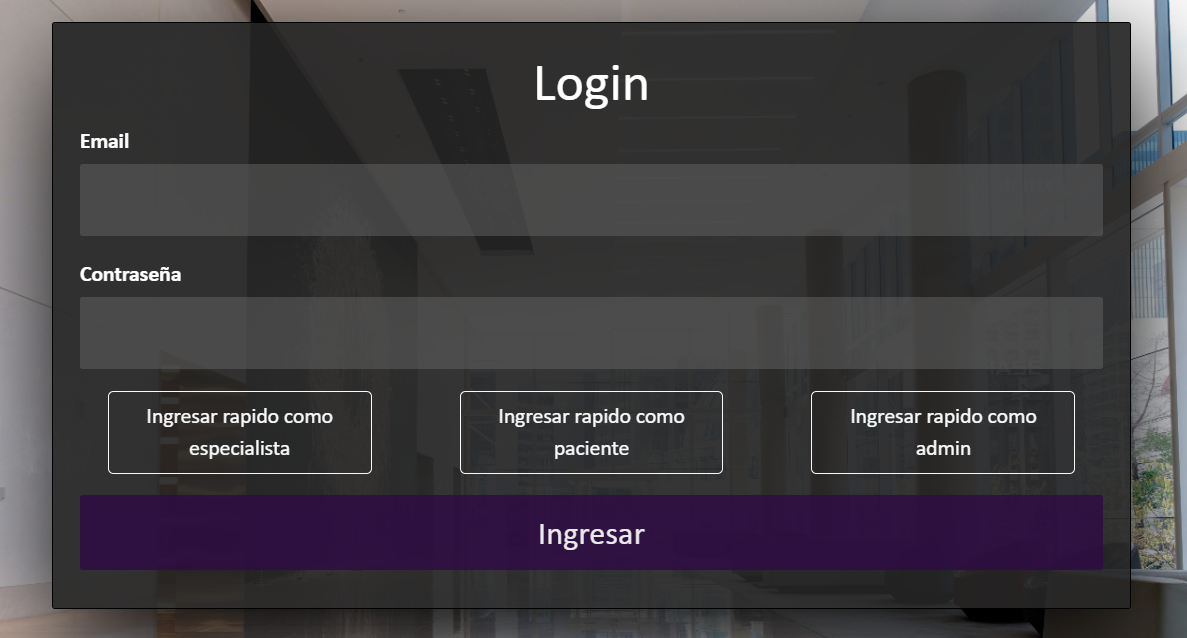 Login
Email
Contraseña
Ingresar rapido como
especialista
Ingresar rapido como
paciente
Ingresar rapido como
admin
Ingresar